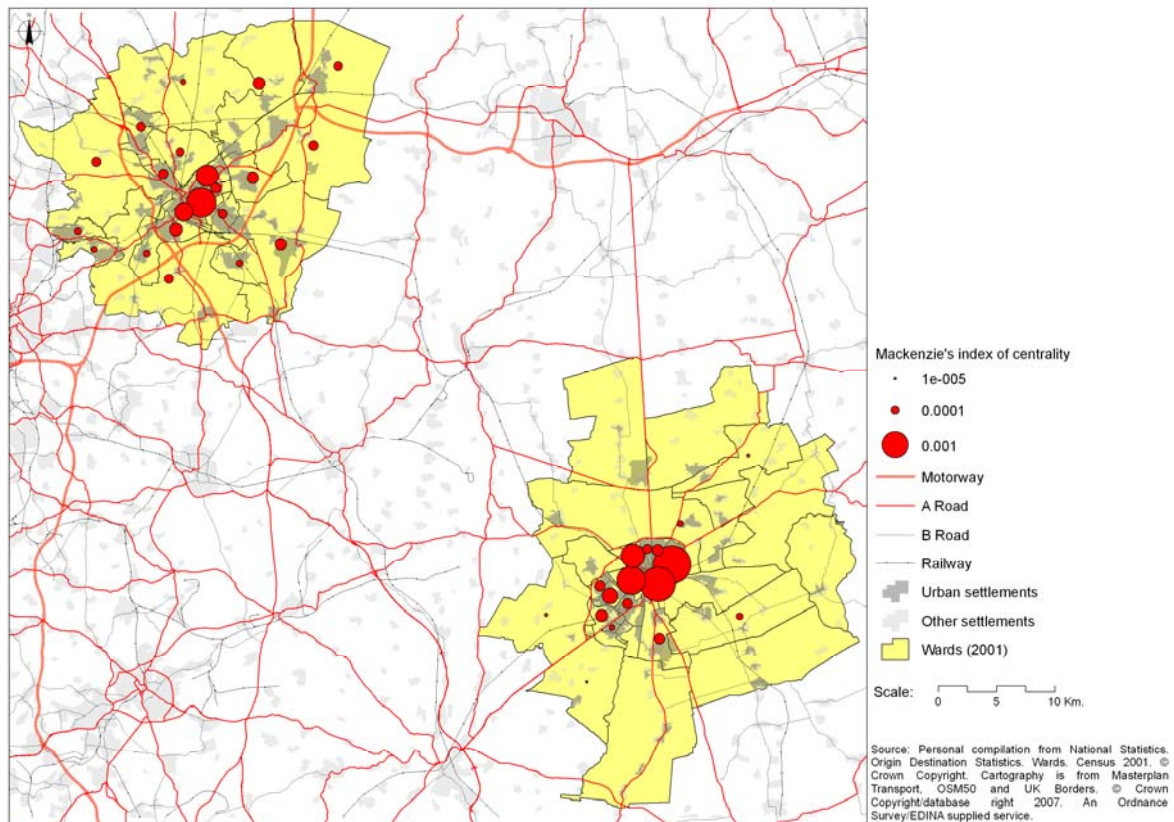 Mackenzie's index of centrality
1e-005
0.0001
0.001
Motorway
A Road
B Road
Railway
Urban settlements
Other settlements
Wards (2001)
Scale:
0 5 10 Km.
Source: Personal compilation from National Statistics.
Origin Destination Statistics. Wards. Census 2001. ©
Crown Copyright. Cartography is from Masterplan
Transport, OSM50 and UK Borders. © Crown
Copyright/database right 2007. An Ordnance
Survey/EDINA supplied service.